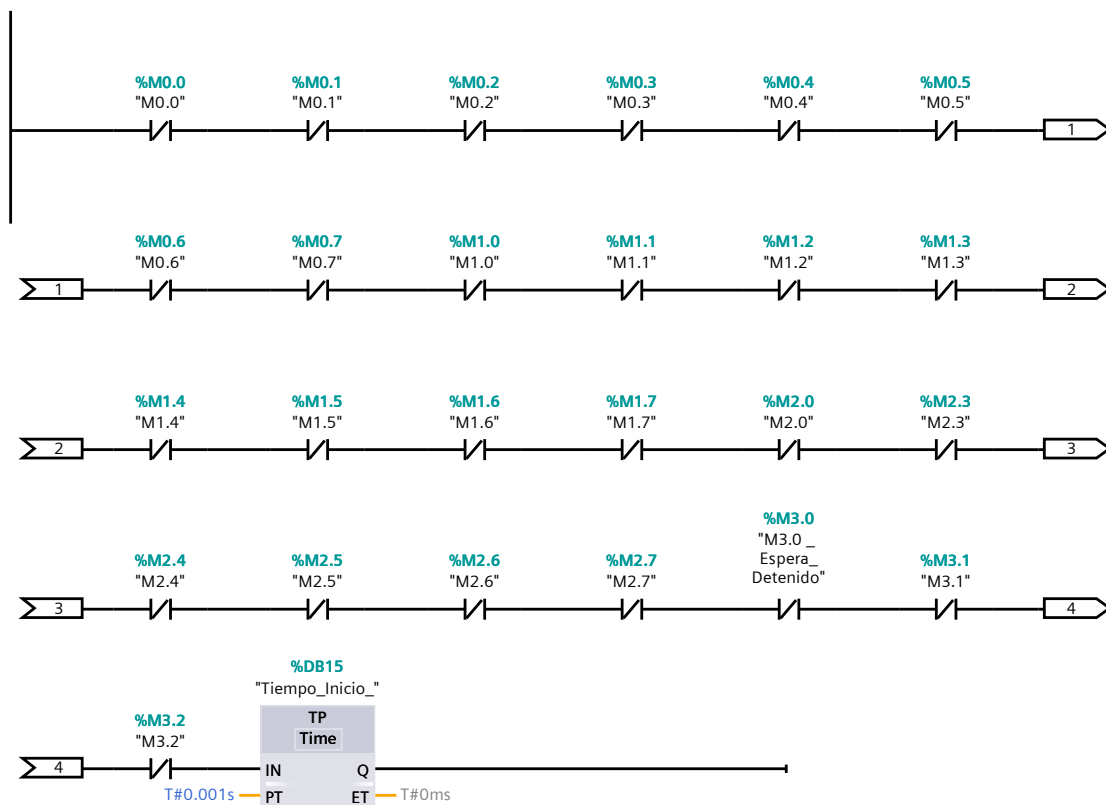 %M0.0 %M0.1 %M0.2 %M0.3 %M0.4 %M0.5
"M0.0" "M0.1" "M0.2" "M0.3" "M0.4" "M0.5"
1
%M0.6 %M0.7 %M1.0 %M1.1 %M1.2 %M1.3
"M0.6" "M0.7" "M1.0" "M1.1" "M1.2" "M1.3"
1 2
%M1.4 %M1.5 %M1.6 %M1.7 %M2.0 %M2.3
"M1.4" "M1.5" "M1.6" "M1.7" "M2.0" "M2.3"
2 3
%M3.0
"M3.0 _
Espera_
Detenido"
%M2.4 %M2.5 %M2.6 %M2.7 %M3.1
"M2.4" "M2.5" "M2.6" "M2.7" "M3.1"
3 4
%DB15
"Tiempo_Inicio_"
TP
Time
%M3.2
"M3.2"
4 IN Q
T#0.001s PT ET T#0ms